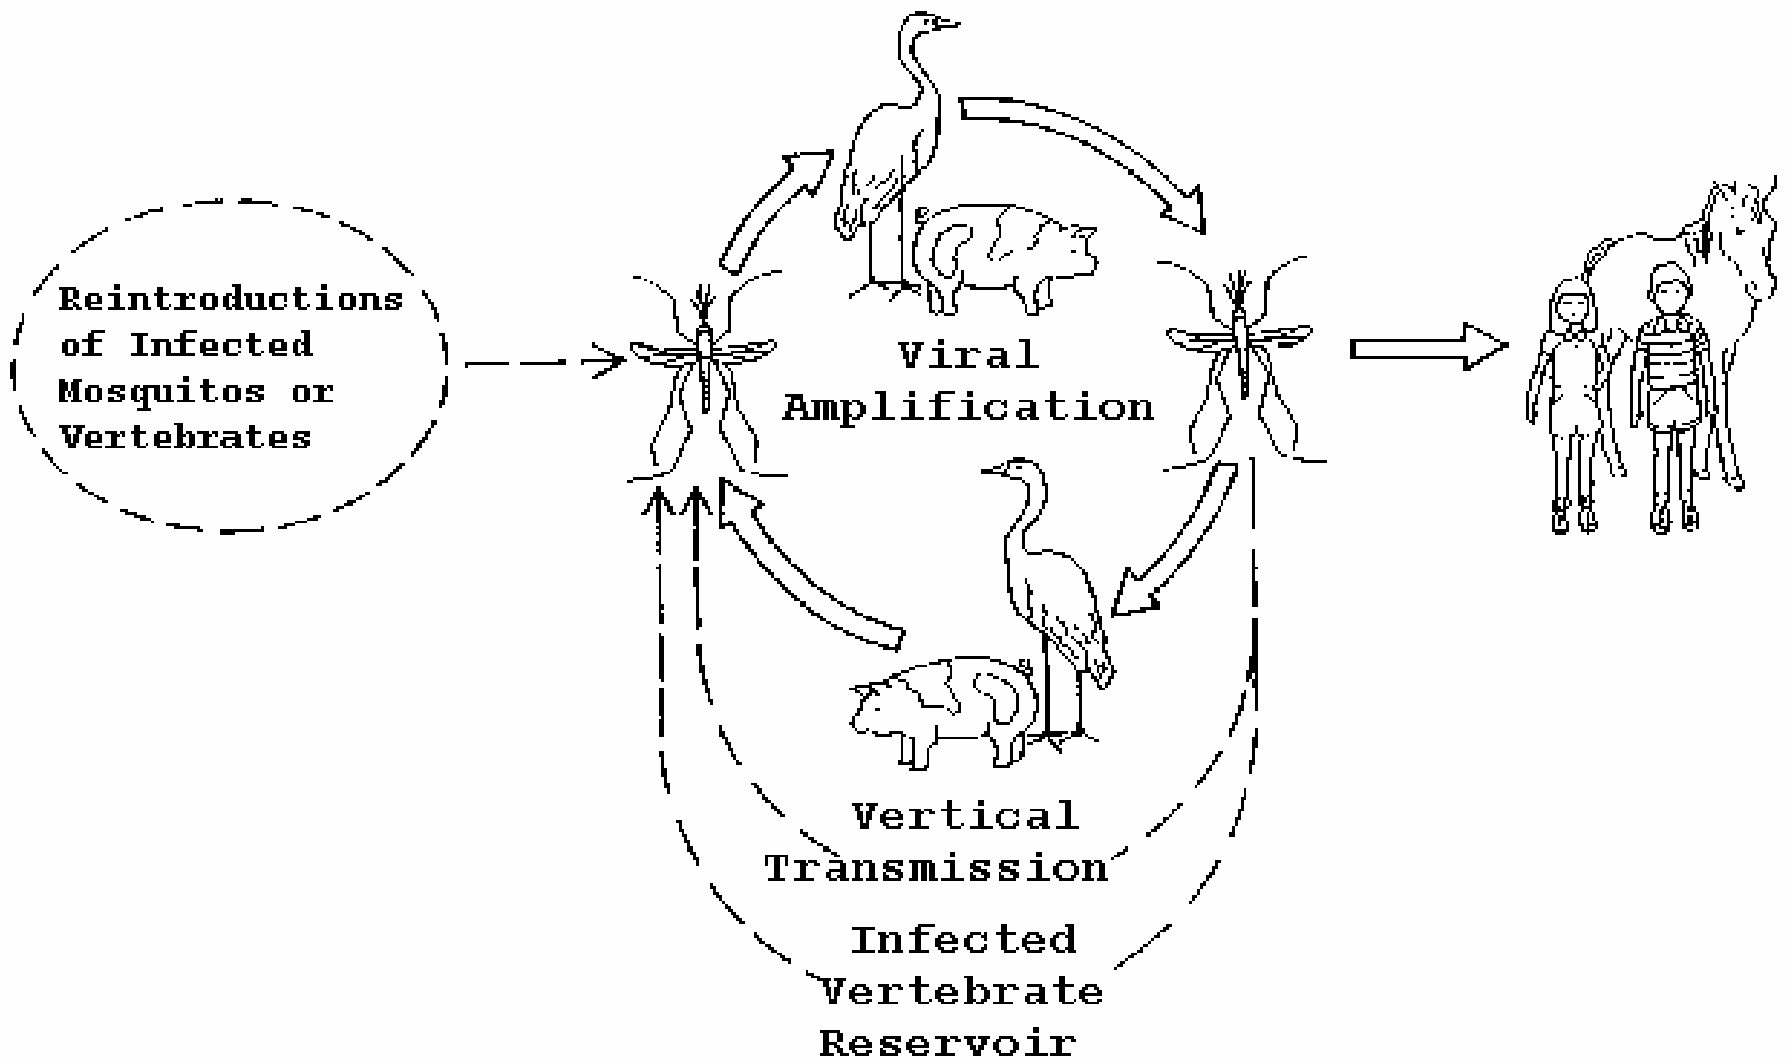 Reintroductions
of Infected
Mosquitos or
Vertebrates
Viral
Amplification
Vertical
Transmission
Infected
Vertebrate
Reservoir